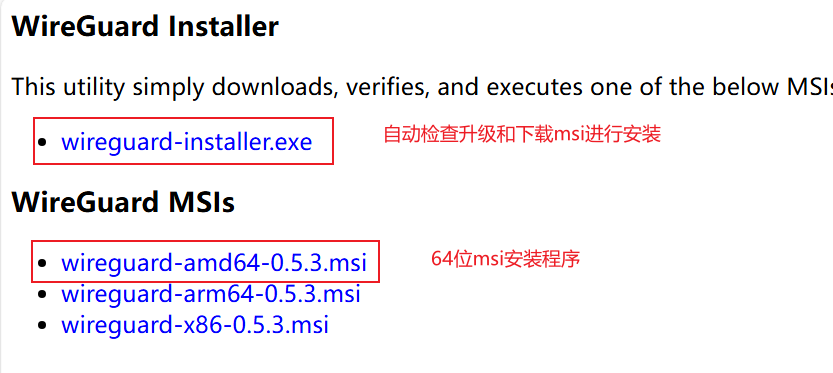 WireGuard Installer
This utility simply downloads, verifies, and executes one of the below MSIs
wireguard-installer.exe
自动检查升级和下载msi进行安装
WireGuard MSIs
wireguard-amd64-0.5.3.msi
64位msi安装程序
wireguard-arm64-0.5.3.msi
wireguard-x86-0.5.3.msi